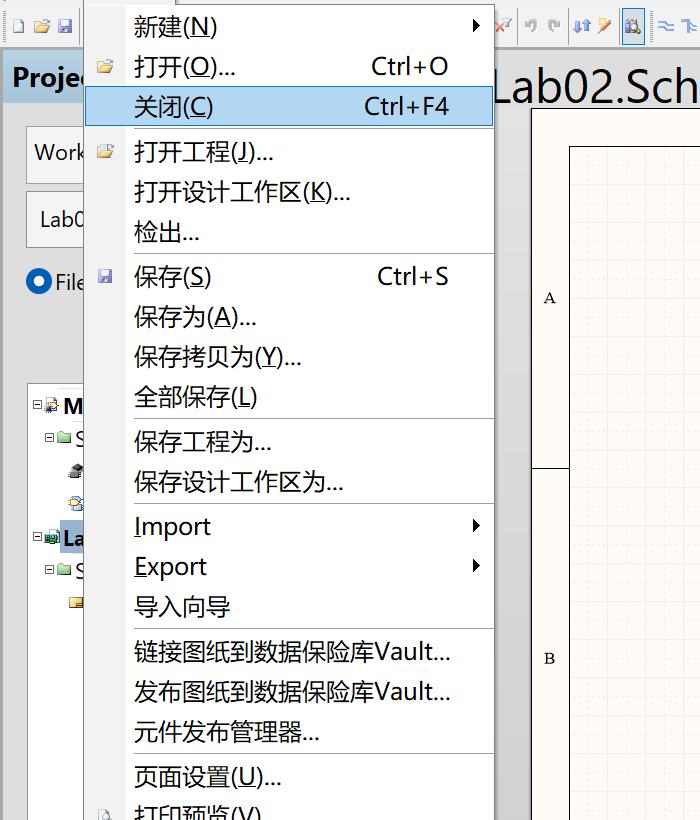 新建(N)
打开(O)... Ctrl+O
关闭(C) Ctrl+F4
打开工程(J)...
打开设计工作区(K)...
检出...
保存(S) Ctrl+S
保存为(A)...
保存拷贝为(Y)...
全部保存(L)
保存工程为...
保存设计工作区为...
Import
Export
导入向导
链接图纸到数据保险库Vault...
发布图纸到数据保险库Vault...
元件发布管理器...
页面设置(U)...
打印预览(V)
Projec
Work
Lab0
File
M
S
La
S
Lab02.Sch
A
B